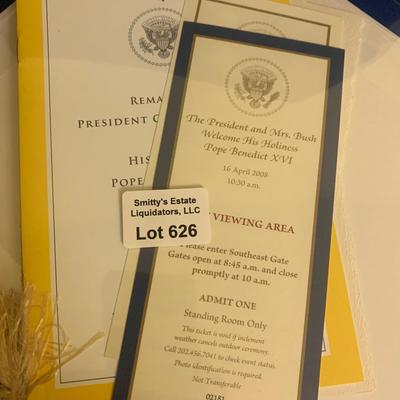 REMA
PRESIDENT G
HIS
POPE
The President and Mrs. Bush
Welcome His Holiness
Pope Benedict XVI
16 April 2008
10:30 a.m.
Smitty's Estate
Liquidators, LLC
Lot 626
VIEWING AREA
Please enter Southeast Gate
Gates open at 8:45 a.m. and close
promptly at 10 a.m.
ADMIT ONE
Standing Room Only
This ticket is void if inclement
weather cancels outdoor ceremony.
Call 202.456.7041 to check event status.
Photo identification is required.
Not Transferable
02181